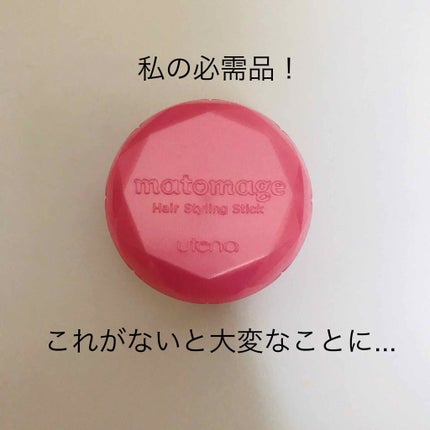 私の必需品！
matomage
Hair Styling Stick
utena
これがないと大変なことに...